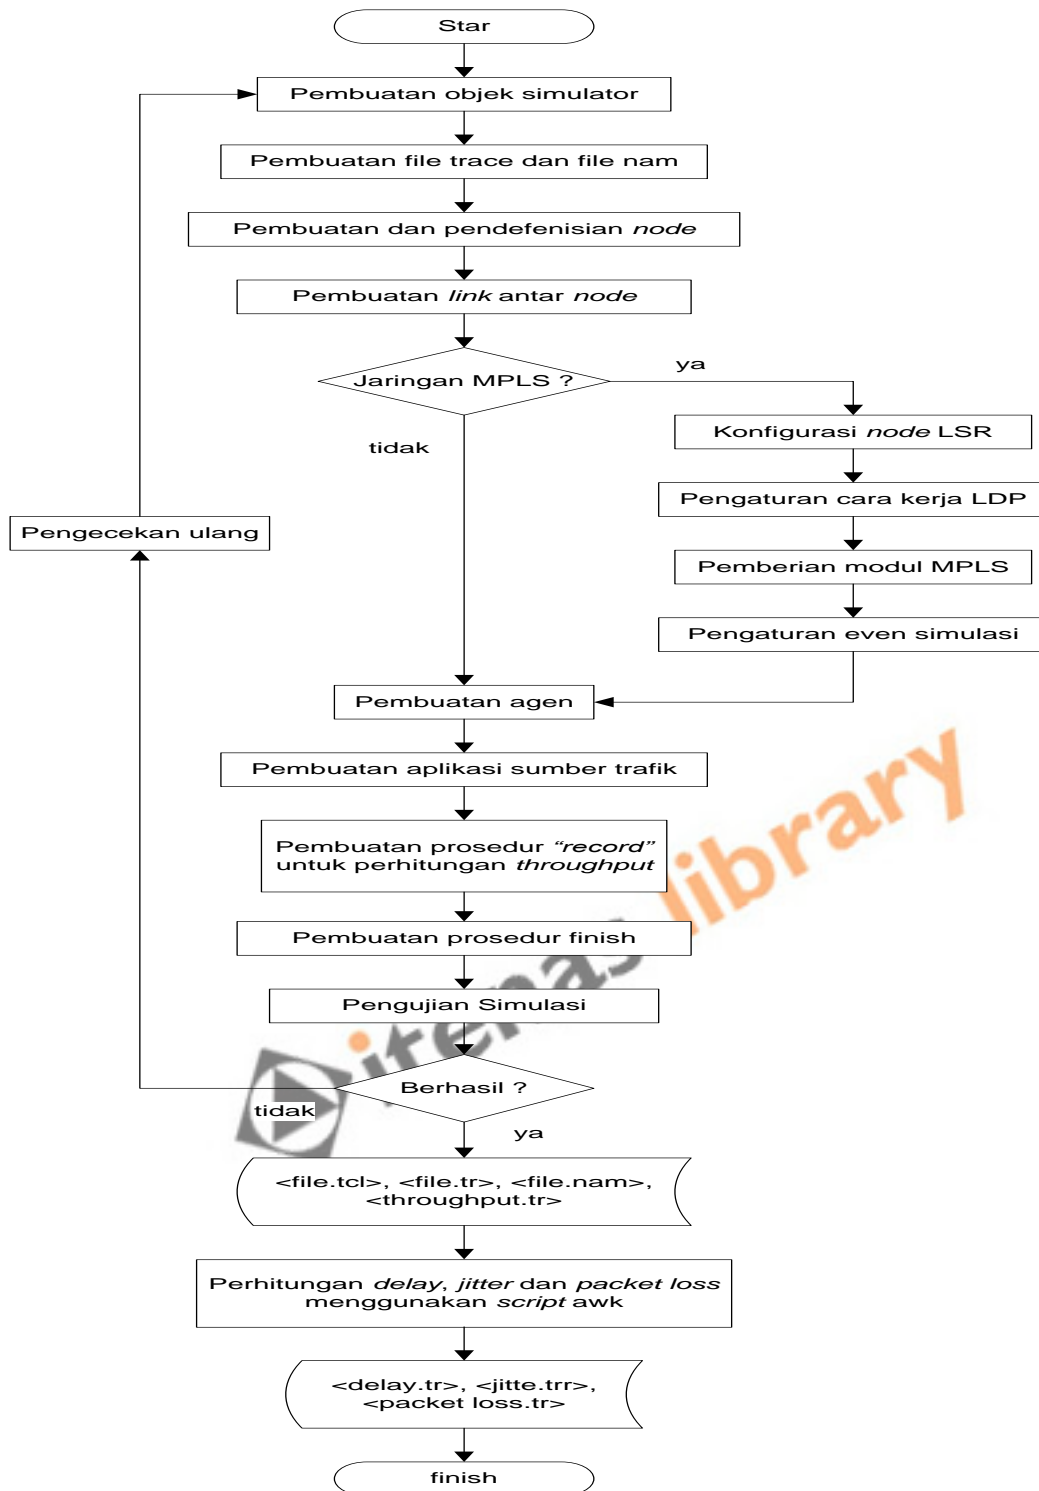 Star
Pembuatan objek simulator
Pembuatan file trace dan file nam
Pembuatan dan pendefenisian node
Pembuatan link antar node
Jaringan MPLS ?
ya
tidak
Konfigurasi node LSR
Pengaturan cara kerja LDP
Pemberian modul MPLS
Pengaturan even simulasi
Pengecekan ulang
Pembuatan agen
Pembuatan aplikasi sumber trafik
Pembuatan prosedur “record”
untuk perhitungan throughput
Pembuatan prosedur finish
Pengujian Simulasi
Berhasil ?
tidak
ya
<file.tcl>, <file.tr>, <file.nam>,
<throughput.tr>
Perhitungan delay, jitter dan packet loss
menggunakan script awk
<delay.tr>, <jitte.trr>,
<packet loss.tr>
finish
itenas library